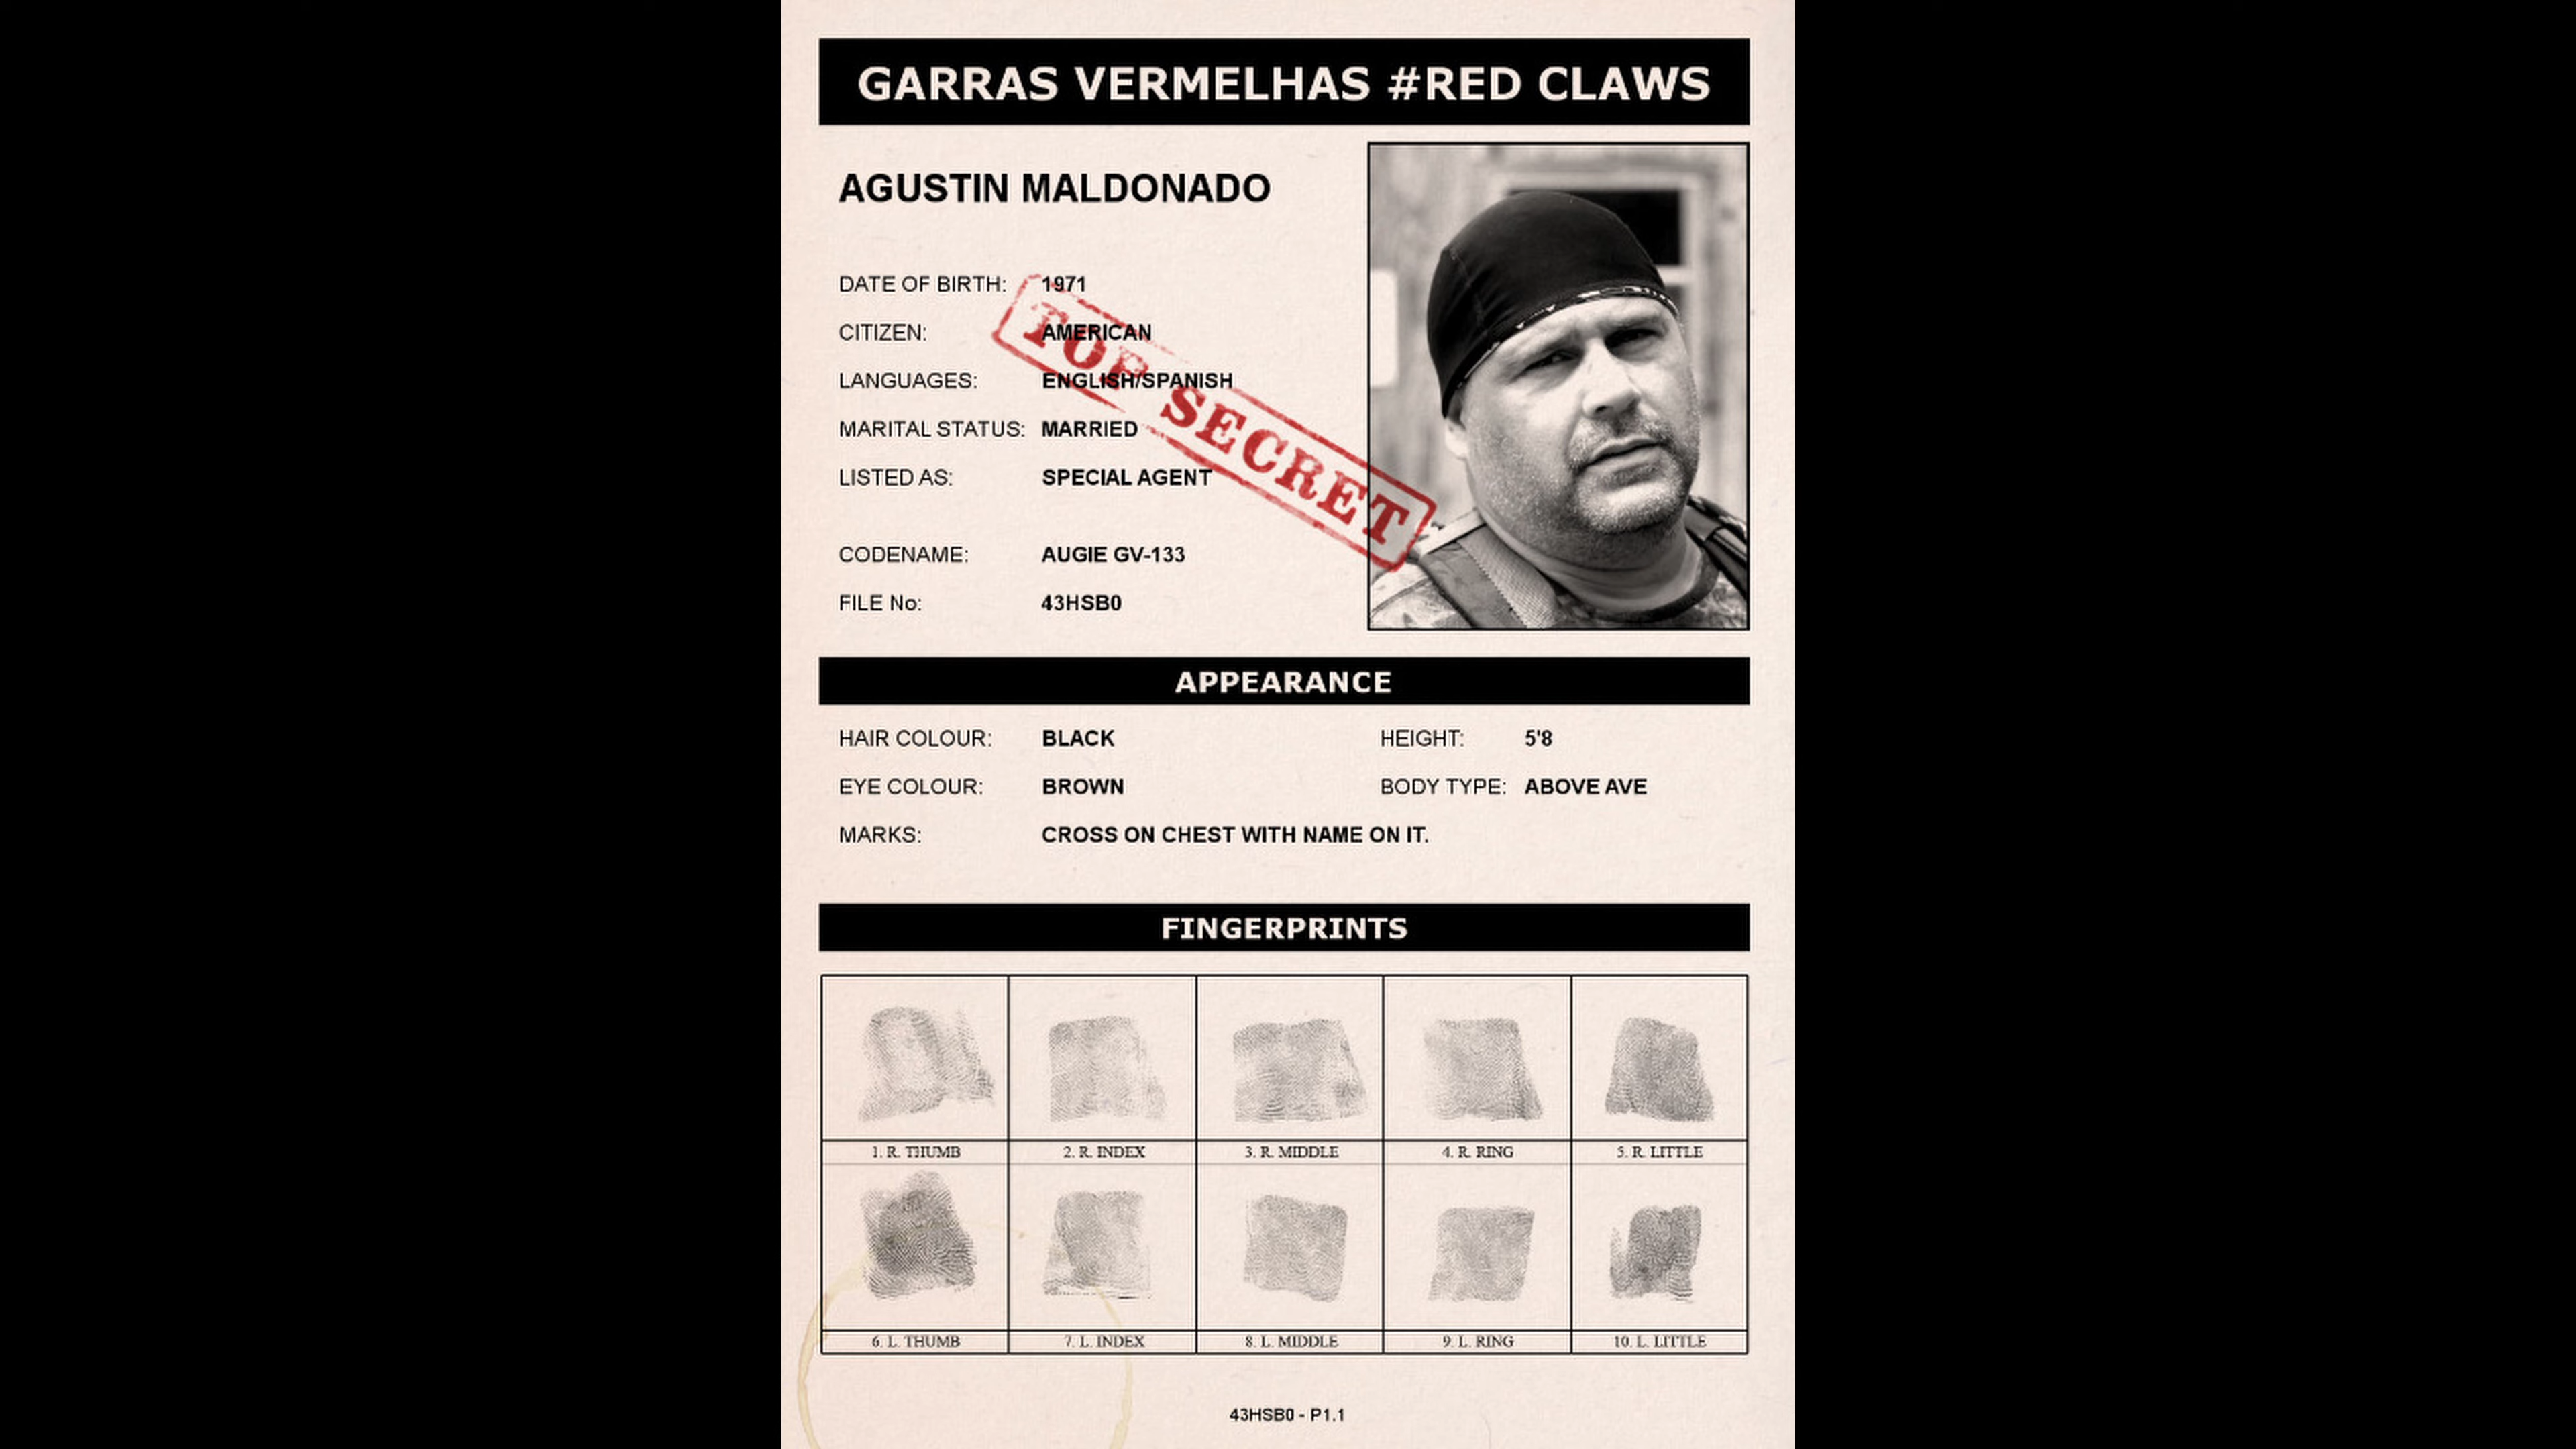 GARRAS VERMELHAS #RED CLAWS
AGUSTIN MALDONADO
DATE OF BIRTH: 1971
CITIZEN: AMERICAN
LANGUAGES: ENGLISH/SPANISH
MARITAL STATUS: MARRIED
LISTED AS: SPECIAL AGENT
TOP SECRET
CODENAME: AUGIE GV-133
FILE No: 43HSB0
APPEARANCE
HAIR COLOUR: BLACK HEIGHT: 5'8
EYE COLOUR: BROWN BODY TYPE: ABOVE AVE
MARKS: CROSS ON CHEST WITH NAME ON IT.
FINGERPRINTS
1. R. THUMB 2. R. INDEX 3. R. MIDDLE 4. R. RING 5. R. LITTLE
6. L. THUMB 7. L. INDEX 8. L. MIDDLE 9. L. RING 10. L. LITTLE
43HSB0 - P1.1